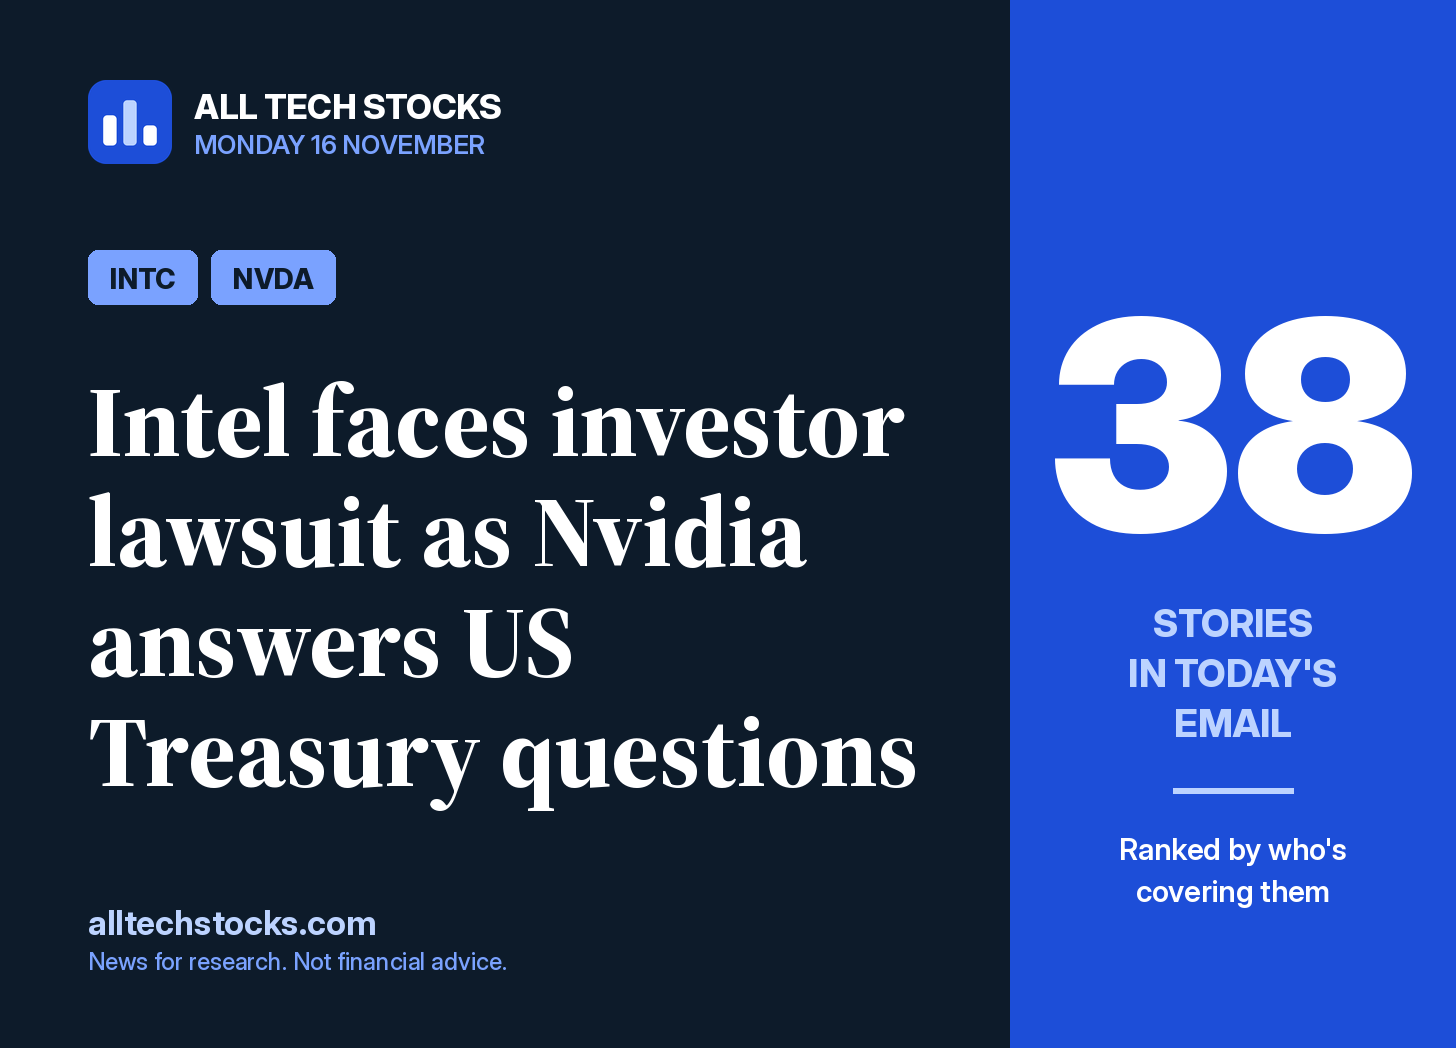 ALL TECH STOCKS
MONDAY 16 NOVEMBER
INTC
NVDA
Intel faces investor
lawsuit as Nvidia
answers US
Treasury questions
alltechstocks.com
News for research. Not financial advice.
38
STORIES
IN TODAY'S
EMAIL
Ranked by who's
covering them